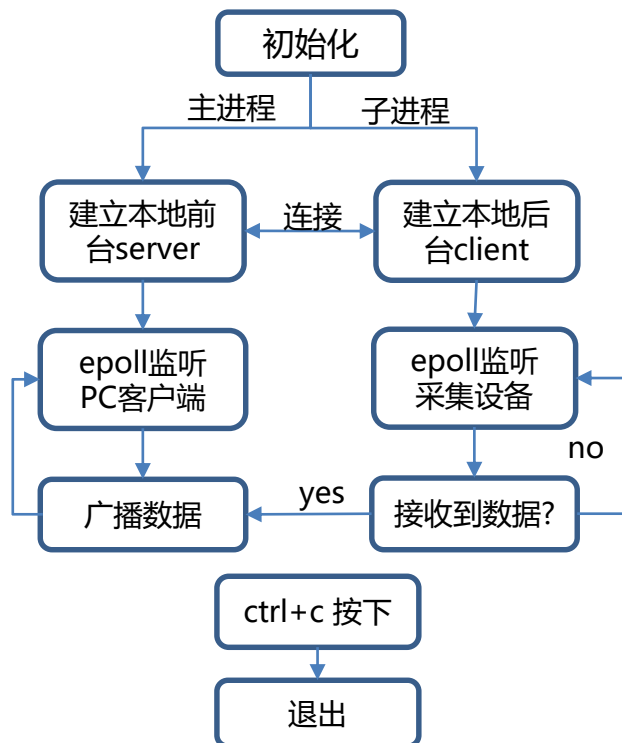 初始化
主进程
子进程
建立本地前
台server
连接
建立本地后
台client
epoll监听
PC客户端
epoll监听
采集设备
no
广播数据
yes
接收到数据?
ctrl+c 按下
退出